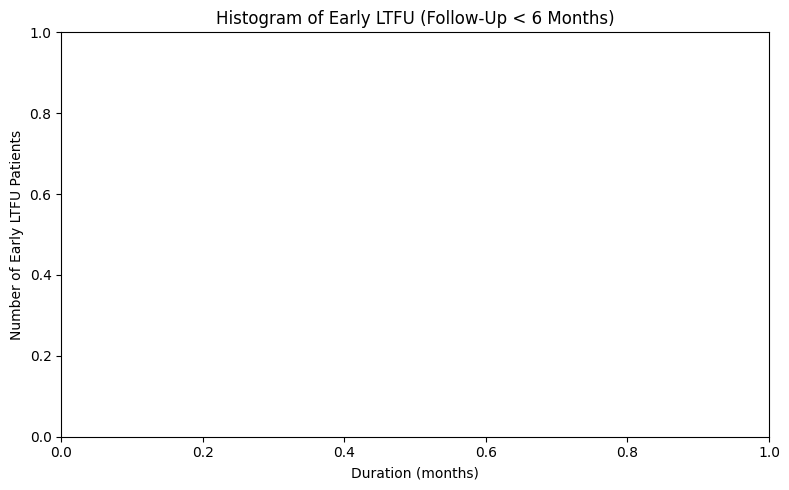 Histogram of Early LTFU (Follow-Up < 6 Months)
Number of Early LTFU Patients
1.0
0.8
0.6
0.4
0.2
0.0
0.0 0.2 0.4 0.6 0.8 1.0
Duration (months)